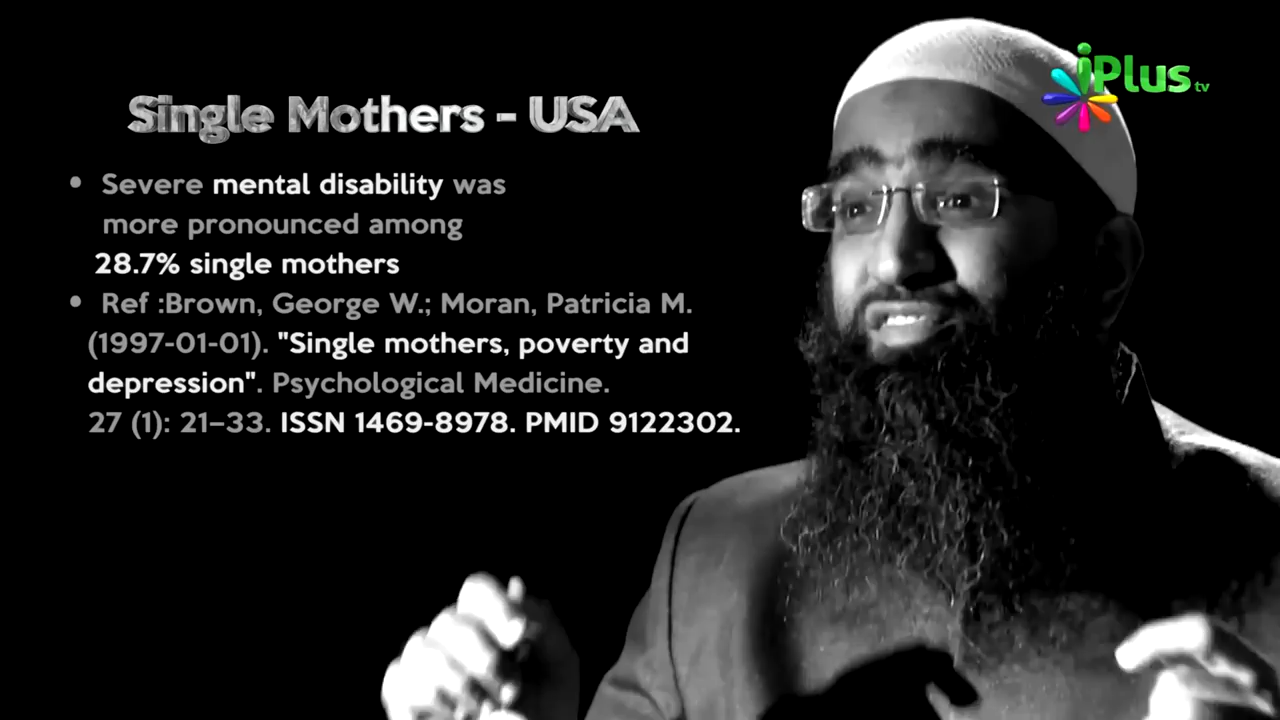 iPlus tv
Single Mothers - USA
• Severe mental disability was
more pronounced among
28.7% single mothers
• Ref :Brown, George W.; Moran, Patricia M.
(1997-01-01). "Single mothers, poverty and
depression". Psychological Medicine.
27 (1): 21–33. ISSN 1469-8978. PMID 9122302.